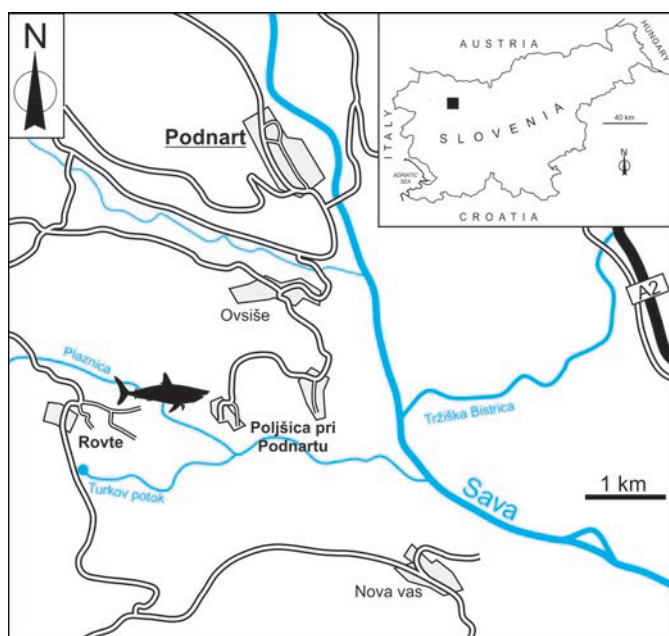 N
AUSTRIA
HUNGARY
ITALY
SLOVENIA
40 km
N
ADRIATIC
SEA
CROATIA
Podnart
A2
Ovsiše
Plaznica
Tržiška Bistrica
Rovte
Poljšica pri
Podnartu
Turkov potok
1 km
Sava
Nova vas